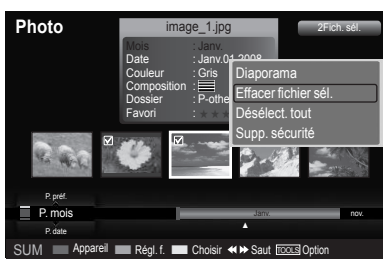 Photo
image_1.jpg
2Fich. sél.
Mois : Janv.
Date : Janv.01.2008
Couleur : Gris
Composition :
Dossier : P-othe
Favori : ★★★
Diaporama
Effacer fichier sél.
Désélect. tout
Supp. sécurité
P. préf.
P. mois
Janv.
nov.
P. date
SUM Appareil Régl. f. Choisir ◄◄ ►► Saut TOOLS Option